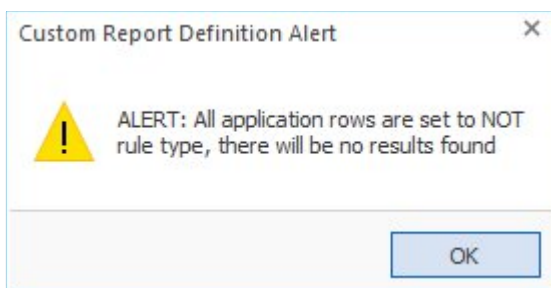 Custom Report Definition Alert
ALERT: All application rows are set to NOT
rule type, there will be no results found
OK